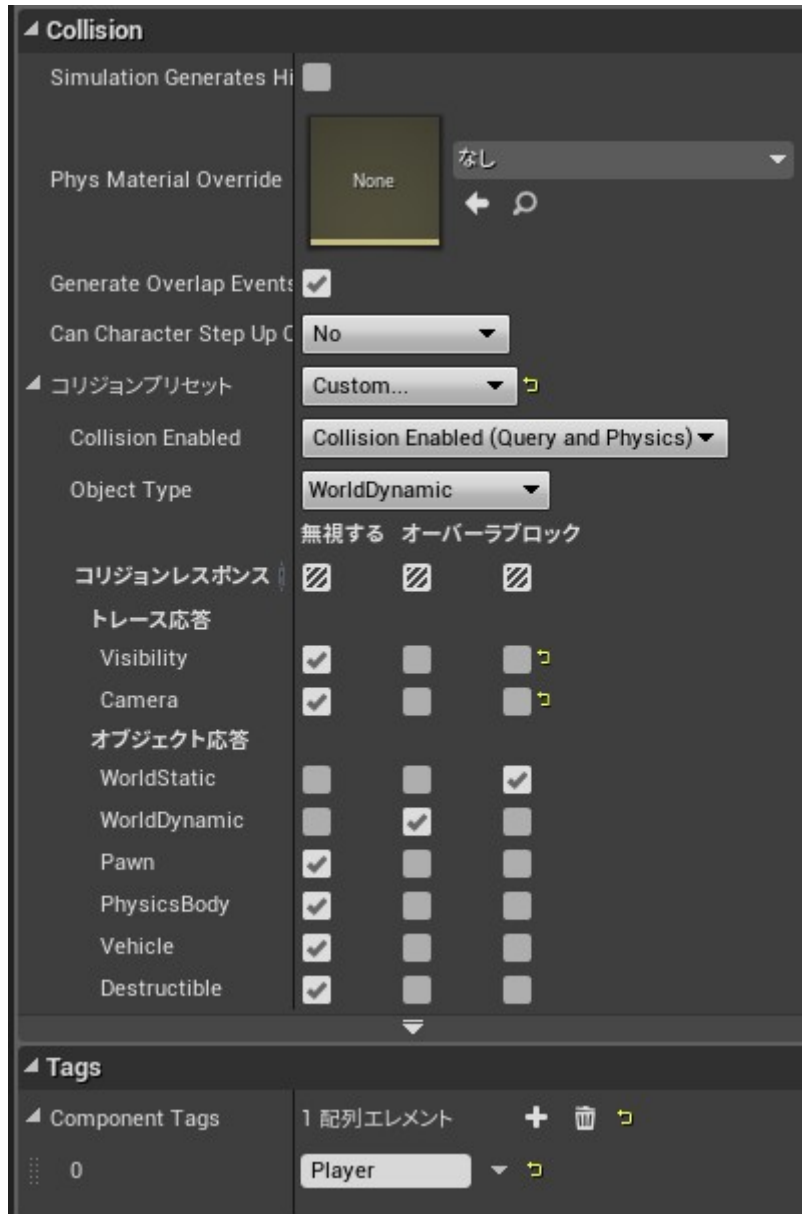 Collision
Simulation Generates Hi
Phys Material Override
None
なし
Generate Overlap Events
Can Character Step Up C
No
コリジョンプリセット
Custom...
Collision Enabled
Collision Enabled (Query and Physics)
Object Type
WorldDynamic
無視する オーバーラブロック
コリジョンレスポンス
トレース応答
Visibility
Camera
オブジェクト応答
WorldStatic
WorldDynamic
Pawn
PhysicsBody
Vehicle
Destructible
Tags
Component Tags
1 配列エレメント
0
Player